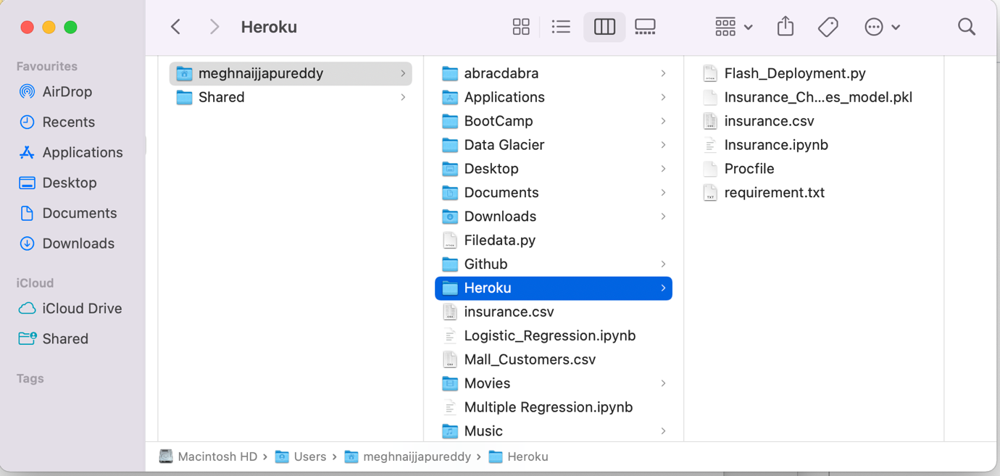 Heroku
Favourites
AirDrop
Recents
Applications
Desktop
Documents
Downloads
iCloud
iCloud Drive
Shared
Tags
meghnaijjapureddy
Shared
abracdabra
Applications
BootCamp
Data Glacier
Desktop
Documents
Downloads
Filedata.py
Github
Heroku
insurance.csv
Logistic_Regression.ipynb
Mall_Customers.csv
Movies
Multiple Regression.ipynb
Music
Flash_Deployment.py
Insurance_Ch...es_model.pkl
insurance.csv
Insurance.ipynb
Procfile
requirement.txt
Macintosh HD › Users › meghnaijjapureddy › Heroku